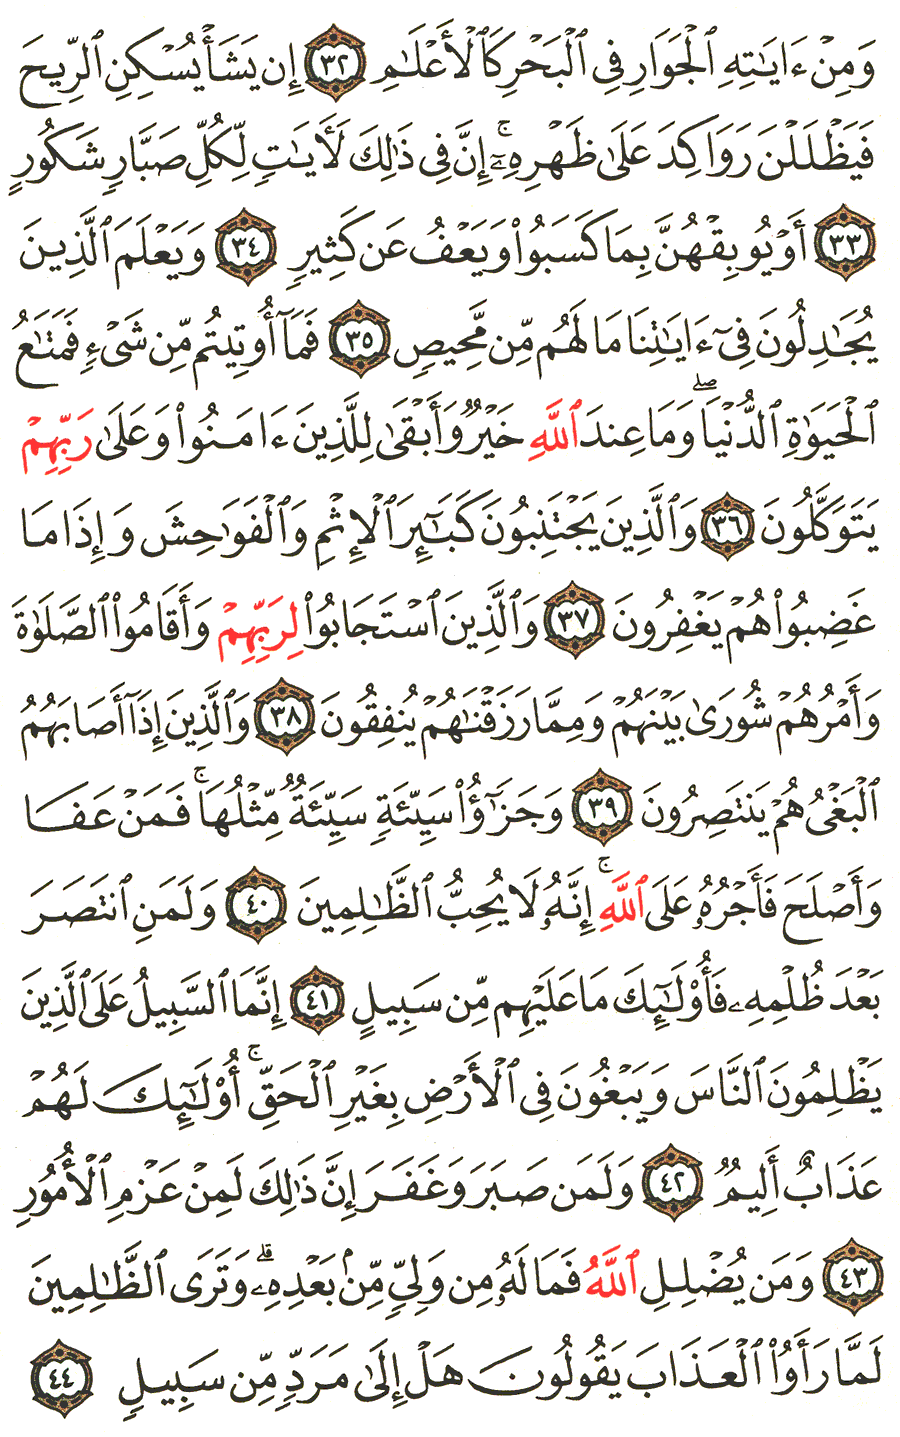 وَمِنْ ءَايَـٰتِهِ ٱلْجَوَارِ فِى ٱلْبَحْرِ كَٱلْأَعْلَـٰمِ ٣٢ إِن يَشَأْ يُسْكِنِ ٱلرِّيحَ
فَيَظْلَلْنَ رَوَاكِدَ عَلَىٰ ظَهْرِهِۦٓ ۚ إِنَّ فِى ذَٰلِكَ لَـَٔايَـٰتٍ لِّكُلِّ صَبَّارٍ شَكُورٍ
٣٣ أَوْ يُوبِقْهُنَّ بِمَا كَسَبُوا۟ وَيَعْفُ عَن كَثِيرٍ ٣٤ وَيَعْلَمَ ٱلَّذِينَ
يُجَـٰدِلُونَ فِىٓ ءَايَـٰتِنَا مَا لَهُم مِّن مَّحِيصٍ ٣٥ فَمَآ أُوتِيتُم مِّن شَىْءٍ فَمَتَـٰعُ
ٱلْحَيَوٰةِ ٱلدُّنْيَا ۖ وَمَا عِندَ ٱللَّهِ خَيْرٌ وَأَبْقَىٰ لِلَّذِينَ ءَامَنُوا۟ وَعَلَىٰ رَبِّهِمْ
يَتَوَكَّلُونَ ٣٦ وَٱلَّذِينَ يَجْتَنِبُونَ كَبَـٰٓئِرَ ٱلْإِثْمِ وَٱلْفَوَٰحِشَ وَإِذَا مَا
غَضِبُوا۟ هُمْ يَغْفِرُونَ ٣٧ وَٱلَّذِينَ ٱسْتَجَابُوا۟ لِرَبِّهِمْ وَأَقَامُوا۟ ٱلصَّلَوٰةَ
وَأَمْرُهُمْ شُورَىٰ بَيْنَهُمْ وَمِمَّا رَزَقْنَـٰهُمْ يُنفِقُونَ ٣٨ وَٱلَّذِينَ إِذَآ أَصَابَهُمُ
ٱلْبَغْىُ هُمْ يَنتَصِرُونَ ٣٩ وَجَزَٰٓؤُا۟ سَيِّئَةٍ سَيِّئَةٌ مِّثْلُهَا ۚ فَمَنْ عَفَا
وَأَصْلَحَ فَأَجْرُهُۥ عَلَى ٱللَّهِ ۚ إِنَّهُۥ لَا يُحِبُّ ٱلظَّـٰلِمِينَ ٤٠ وَلَمَنِ ٱنتَصَرَ
بَعْدَ ظُلْمِهِۦ فَأُو۟لَـٰٓئِكَ مَا عَلَيْهِم مِّن سَبِيلٍ ٤١ إِنَّمَا ٱلسَّبِيلُ عَلَى ٱلَّذِينَ
يَظْلِمُونَ ٱلنَّاسَ وَيَبْغُونَ فِى ٱلْأَرْضِ بِغَيْرِ ٱلْحَقِّ ۚ أُو۟لَـٰٓئِكَ لَهُمْ
عَذَابٌ أَلِيمٌ ٤٢ وَلَمَن صَبَرَ وَغَفَرَ إِنَّ ذَٰلِكَ لَمِنْ عَزْمِ ٱلْأُمُورِ
٤٣ وَمَن يُضْلِلِ ٱللَّهُ فَمَا لَهُۥ مِن وَلِىٍّ مِّنۢ بَعْدِهِۦ ۗ وَتَرَى ٱلظَّـٰلِمِينَ
لَمَّا رَأَوُا۟ ٱلْعَذَابَ يَقُولُونَ هَلْ إِلَىٰ مَرَدٍّ مِّن سَبِيلٍ ٤٤